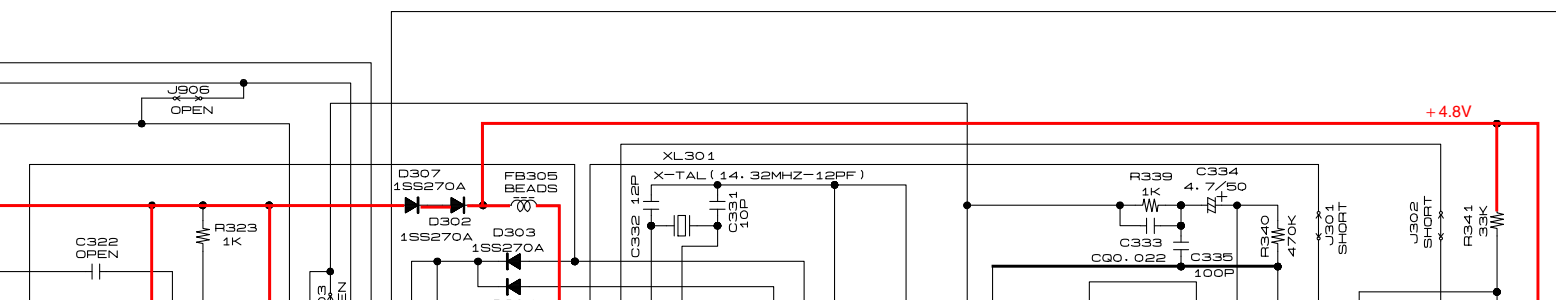 J906
OPEN
+4.8V
XL301
X-TAL(14.32MHZ-12PF)
D307
1SS270A
FB305
BEADS
D302
1SS270A
D303
1SS270A
R323
1K
C322
OPEN
C332 12P
C331
10P
R339
1K
C334
4.7/50
+
C333
CQ0.022
C335
100P
R340
470K
J301
SHORT
J302
SHORT
R341
33K